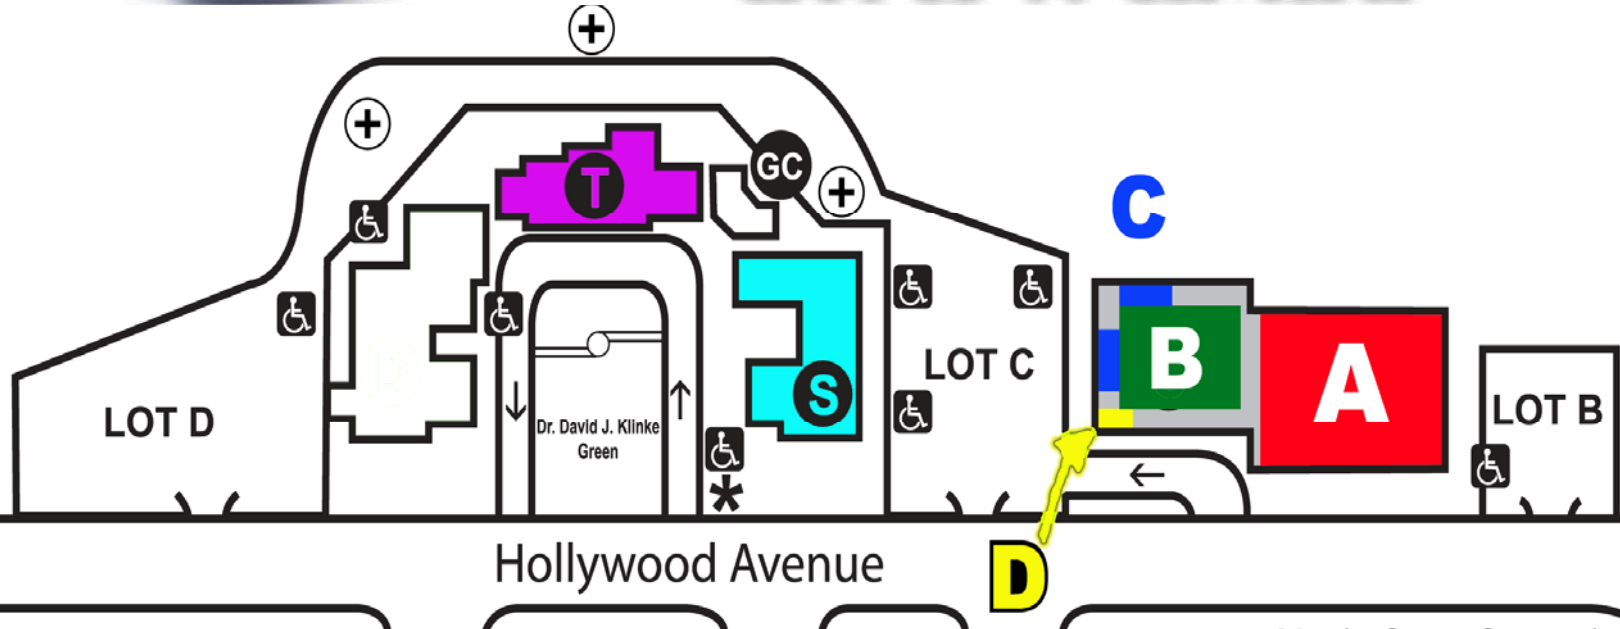 T
GC
C
B
A
S
LOT C
LOT B
LOT D
Dr. David J. Klinke
Green
*
Hollywood Avenue
D